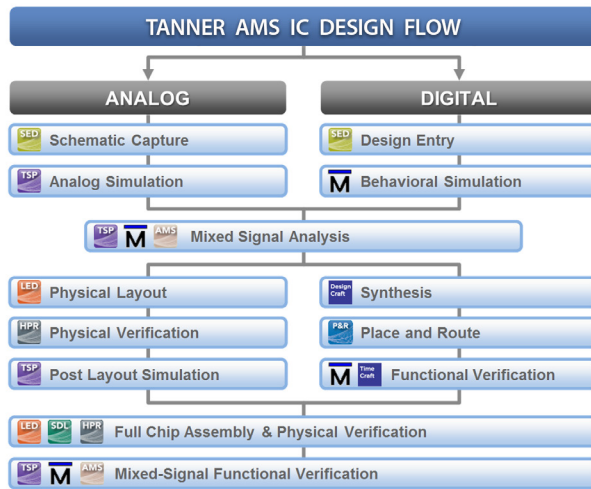 TANNER AMS IC DESIGN FLOW
ANALOG
DIGITAL
SED Schematic Capture
SED Design Entry
TSP Analog Simulation
M Behavioral Simulation
TSP M AMS Mixed Signal Analysis
LED Physical Layout
Design Craft Synthesis
HPR Physical Verification
P&R Place and Route
TSP Post Layout Simulation
M Time Craft Functional Verification
LED SDL HPR Full Chip Assembly & Physical Verification
TSP M AMS Mixed-Signal Functional Verification